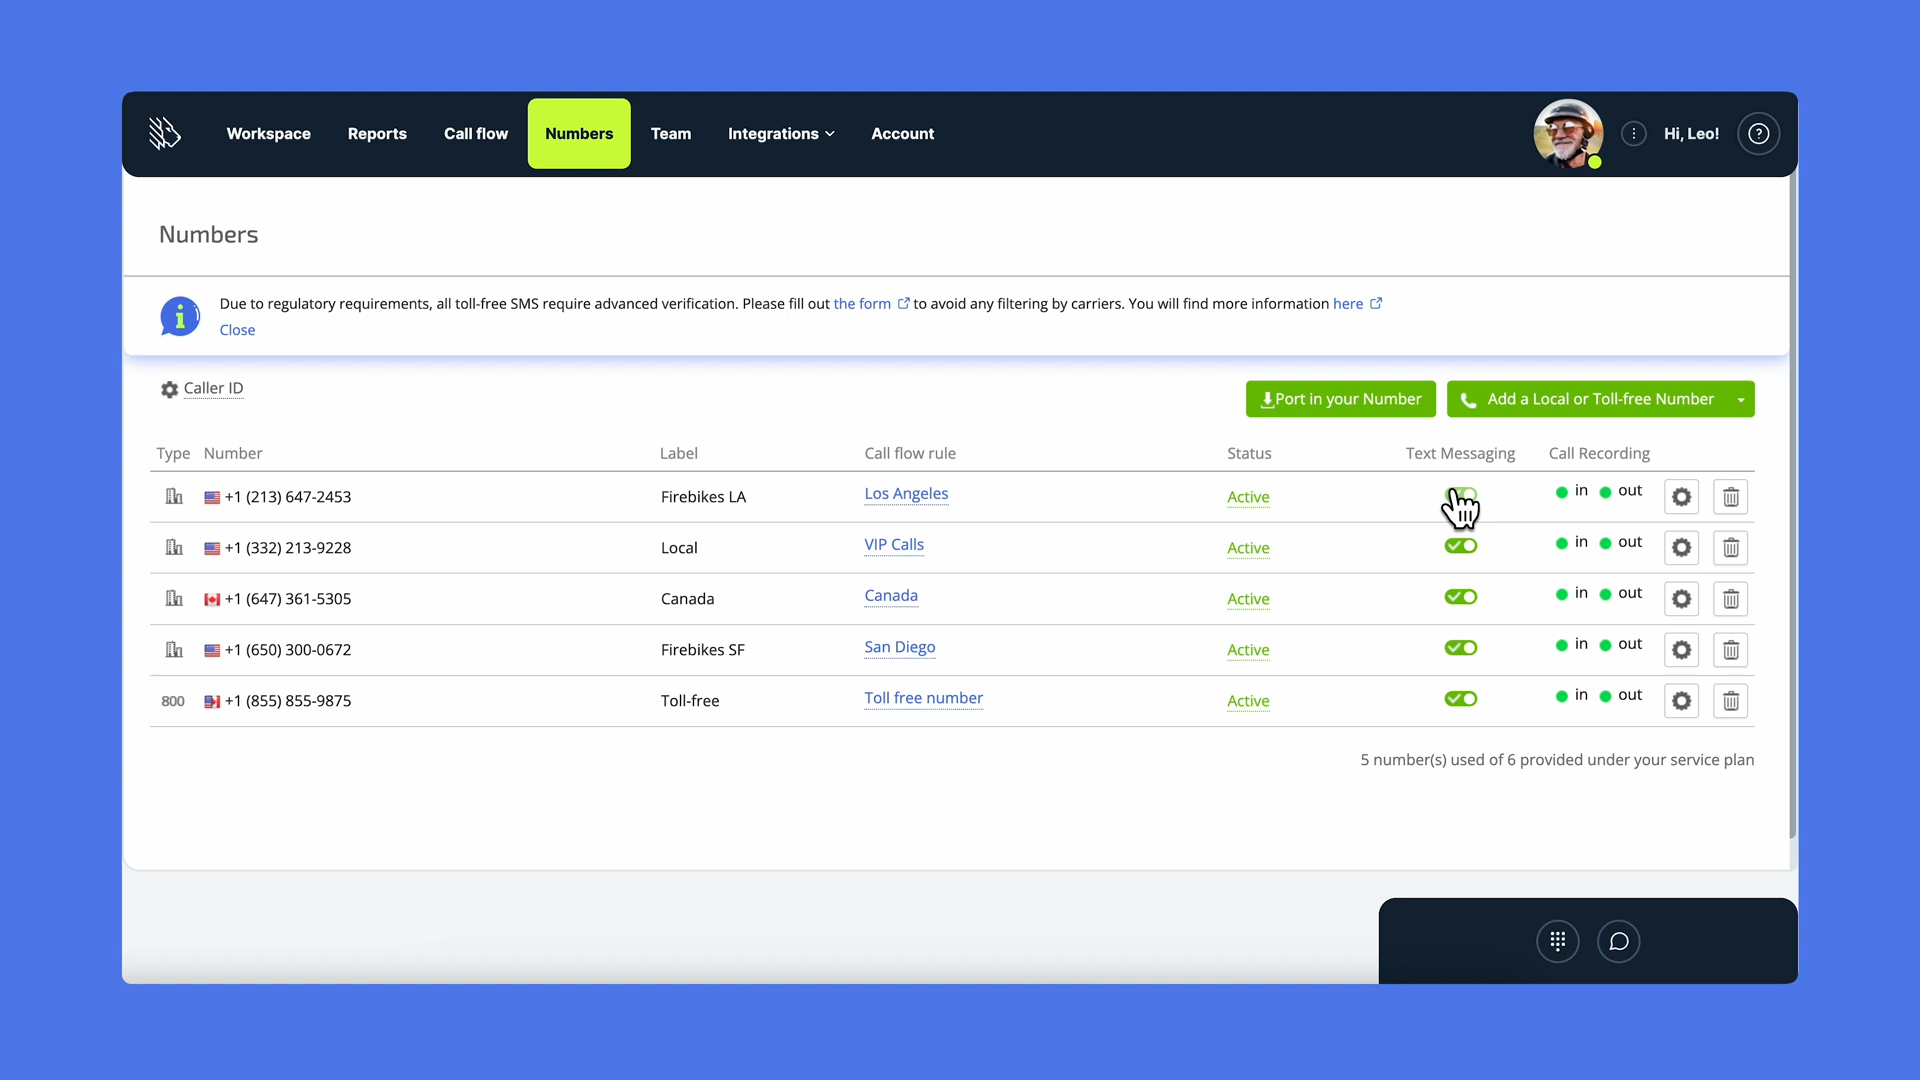 Workspace Reports Call flow Numbers Team Integrations Account Hi, Leo! ?
Numbers
Due to regulatory requirements, all toll-free SMS require advanced verification. Please fill out the form to avoid any filtering by carriers. You will find more information here
Close
Caller ID
Port in your Number Add a Local or Toll-free Number
Type Number Label Call flow rule Status Text Messaging Call Recording
+1 (213) 647-2453 Firebikes LA Los Angeles Active in out
+1 (332) 213-9228 Local VIP Calls Active in out
+1 (647) 361-5305 Canada Canada Active in out
+1 (650) 300-0672 Firebikes SF San Diego Active in out
800 +1 (855) 855-9875 Toll-free Toll free number Active in out
5 number(s) used of 6 provided under your service plan